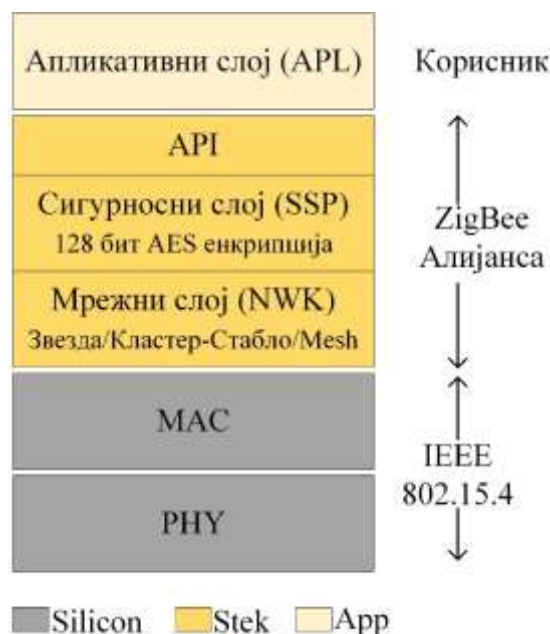 Апликативни слој (APL)
Корисник
API
Сигурносни слој (SSP)
128 бит AES енкрипција
ZigBee
Алијанса
Мрежни слој (NWK)
Звезда/Кластер-Стабло/Mesh
MAC
IEEE
802.15.4
PHY
Silicon
Stek
App